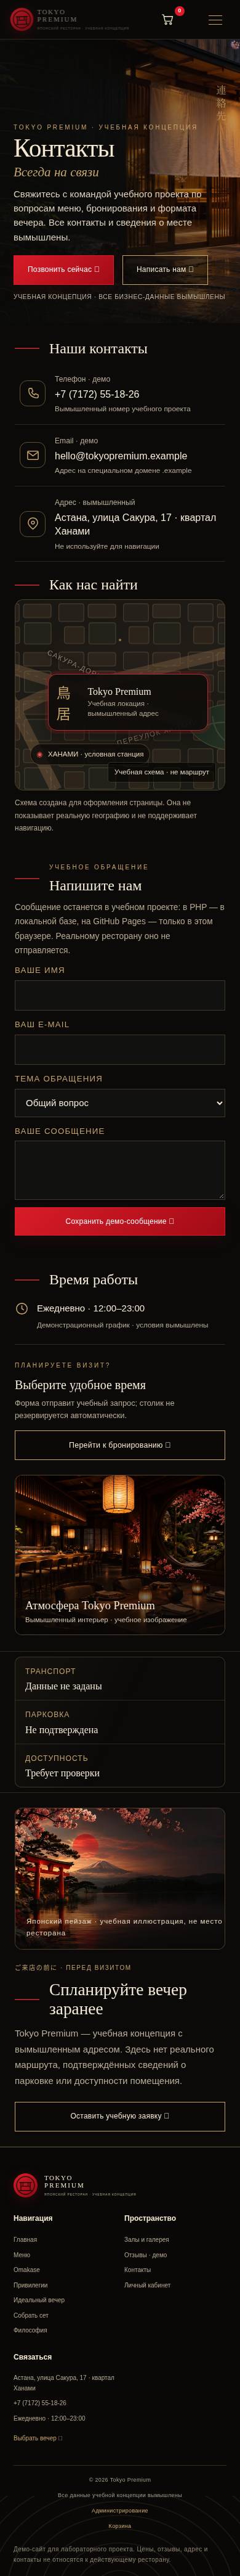 TOKYO
PREMIUM
ЯПОНСКИЙ РЕСТОРАН · УЧЕБНАЯ КОНЦЕПЦИЯ
0
連絡先
TOKYO PREMIUM · УЧЕБНАЯ КОНЦЕПЦИЯ
Контакты
Всегда на связи
Свяжитесь с командой учебного проекта по
вопросам меню, бронирования и формата
вечера. Все контакты и сведения о месте
вымышлены.
Позвонить сейчас
Написать нам
УЧЕБНАЯ КОНЦЕПЦИЯ · ВСЕ БИЗНЕС-ДАННЫЕ ВЫМЫШЛЕНЫ
Наши контакты
Телефон · демо
+7 (7172) 55-18-26
Вымышленный номер учебного проекта
Email · демо
hello@tokyopremium.example
Адрес на специальном домене .example
Адрес · вымышленный
Астана, улица Сакура, 17 · квартал
Ханами
Не используйте для навигации
Как нас найти
САКУРА-ДОР
鳥居
Tokyo Premium
Учебная локация ·
вымышленный адрес
ПЕРЕУЛОК
ХАНАМИ · условная станция
Учебная схема · не маршрут
Схема создана для оформления страницы. Она не
показывает реальную географию и не поддерживает
навигацию.
УЧЕБНОЕ ОБРАЩЕНИЕ
Напишите нам
Сообщение останется в учебном проекте: в PHP — в
локальной базе, на GitHub Pages — только в этом
браузере. Реальному ресторану оно не
отправляется.
ВАШЕ ИМЯ
ВАШ E-MAIL
ТЕМА ОБРАЩЕНИЯ
Общий вопрос
ВАШЕ СООБЩЕНИЕ
Сохранить демо-сообщение
Время работы
Ежедневно · 12:00–23:00
Демонстрационный график · условия вымышлены
ПЛАНИРУЕТЕ ВИЗИТ?
Выберите удобное время
Форма отправит учебный запрос; столик не
резервируется автоматически.
Перейти к бронированию
Атмосфера Tokyo Premium
Вымышленный интерьер · учебное изображение
ТРАНСПОРТ
Данные не заданы
ПАРКОВКА
Не подтверждена
ДОСТУПНОСТЬ
Требует проверки
Японский пейзаж · учебная иллюстрация, не место
ресторана
ご来店の前に · ПЕРЕД ВИЗИТОМ
Спланируйте вечер
заранее
Tokyo Premium — учебная концепция с
вымышленным адресом. Здесь нет реального
маршрута, подтверждённых сведений о
парковке или доступности помещения.
Оставить учебную заявку
TOKYO
PREMIUM
ЯПОНСКИЙ РЕСТОРАН · УЧЕБНАЯ КОНЦЕПЦИЯ
Навигация
Главная
Меню
Omakase
Привилегии
Идеальный вечер
Собрать сет
Философия
Пространство
Залы и галерея
Отзывы · демо
Контакты
Личный кабинет
Связаться
Астана, улица Сакура, 17 · квартал
Ханами
+7 (7172) 55-18-26
Ежедневно · 12:00–23:00
Выбрать вечер
© 2026 Tokyo Premium
Все данные учебной концепции вымышлены
Администрирование
Корзина
Демо-сайт для лабораторного проекта. Цены, отзывы, адрес и
контакты не относятся к действующему ресторану.